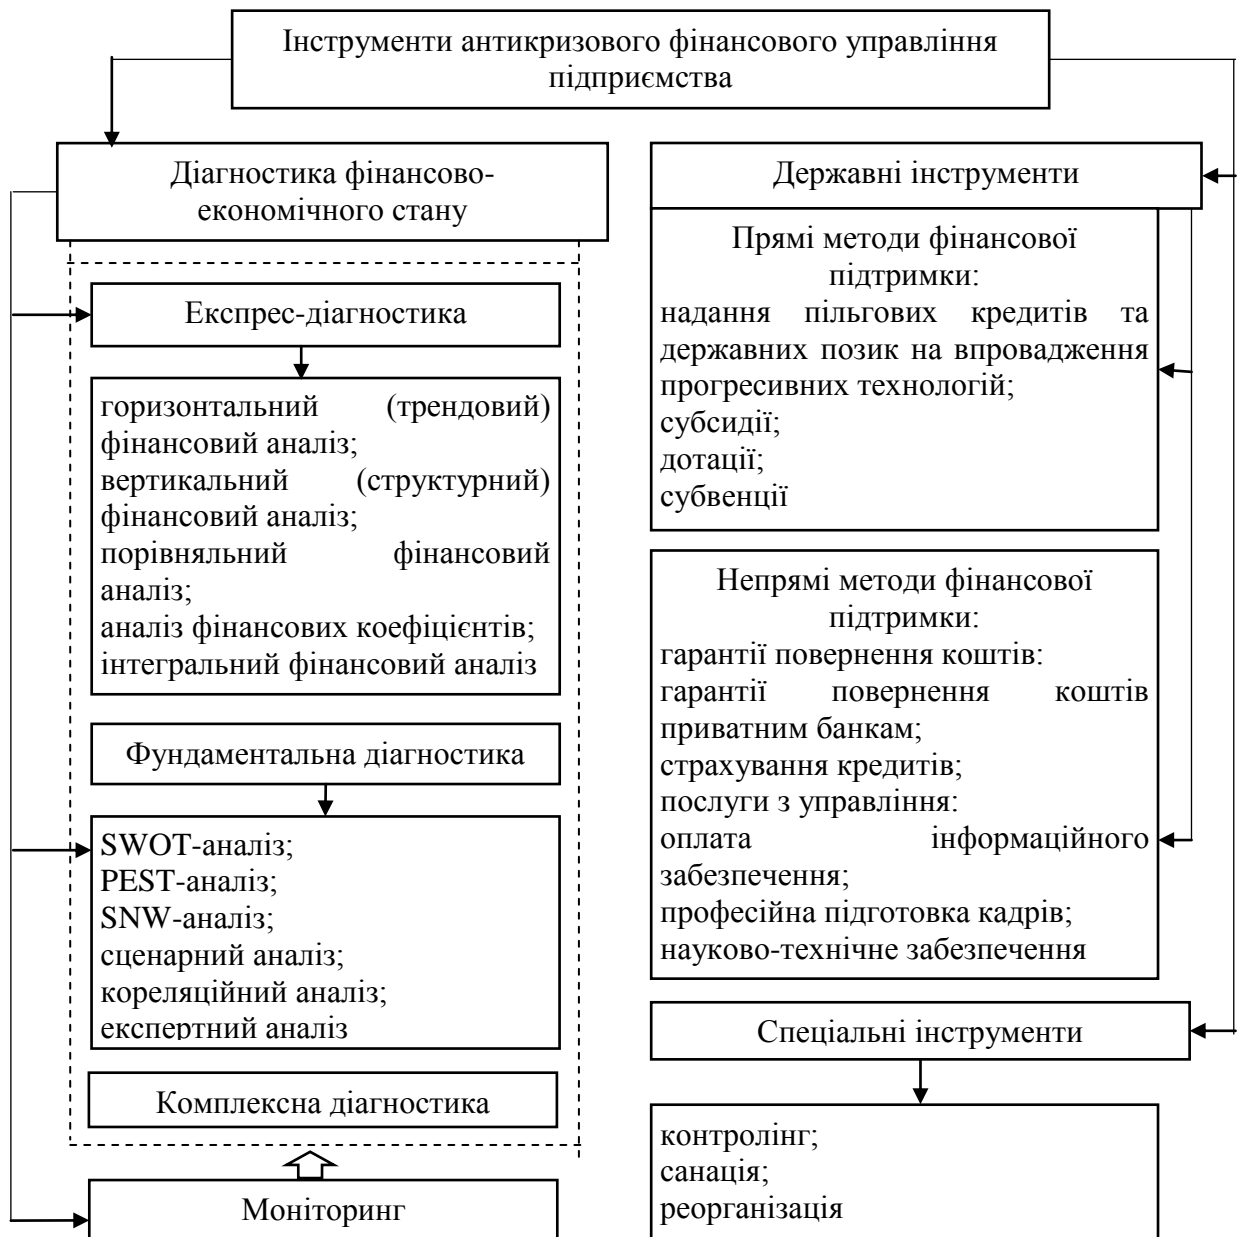 Інструменти антикризового фінансового управління
підприємства
Діагностика фінансово-
економічного стану
Експрес-діагностика
горизонтальний (трендовий)
фінансовий аналіз;
вертикальний (структурний)
фінансовий аналіз;
порівняльний фінансовий
аналіз;
аналіз фінансових коефіцієнтів;
інтегральний фінансовий аналіз
Фундаментальна діагностика
SWOT-аналіз;
PEST-аналіз;
SNW-аналіз;
сценарний аналіз;
кореляційний аналіз;
експертний аналіз
Комплексна діагностика
Моніторинг
Державні інструменти
Прямі методи фінансової
підтримки:
надання пільгових кредитів та
державних позик на впровадження
прогресивних технологій;
субсидії;
дотації;
субвенції
Непрямі методи фінансової
підтримки:
гарантії повернення коштів:
гарантії повернення коштів
приватним банкам;
страхування кредитів;
послуги з управління:
оплата інформаційного
забезпечення;
професійна підготовка кадрів;
науково-технічне забезпечення
Спеціальні інструменти
контролінг;
санація;
реорганізація